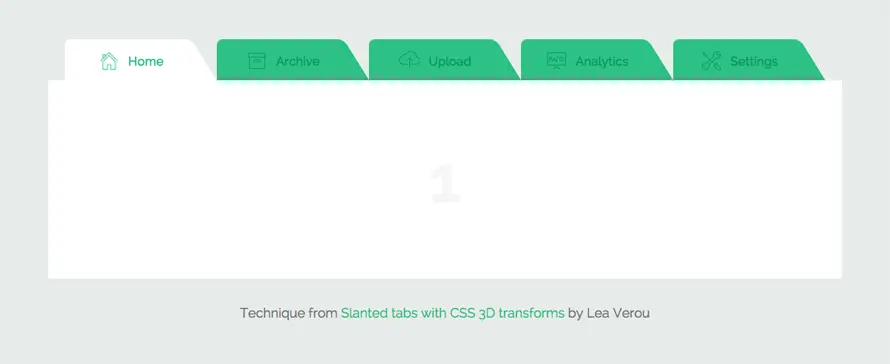 Home Archive Upload Analytics Settings
1
Technique from Slanted tabs with CSS 3D transforms by Lea Verou